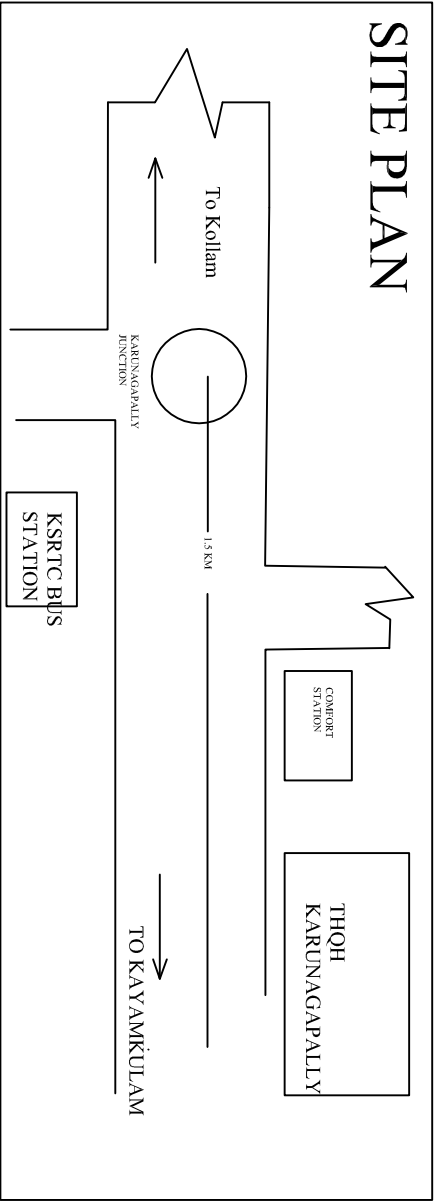 SITE PLAN
To Kollam
KARUNAGAPALLY
JUNCTION
1.5 KM
COMFORT
STATION
KSRTC BUS
STATION
THQH
KARUNAGAPALLY
TO KAYAMKULAM